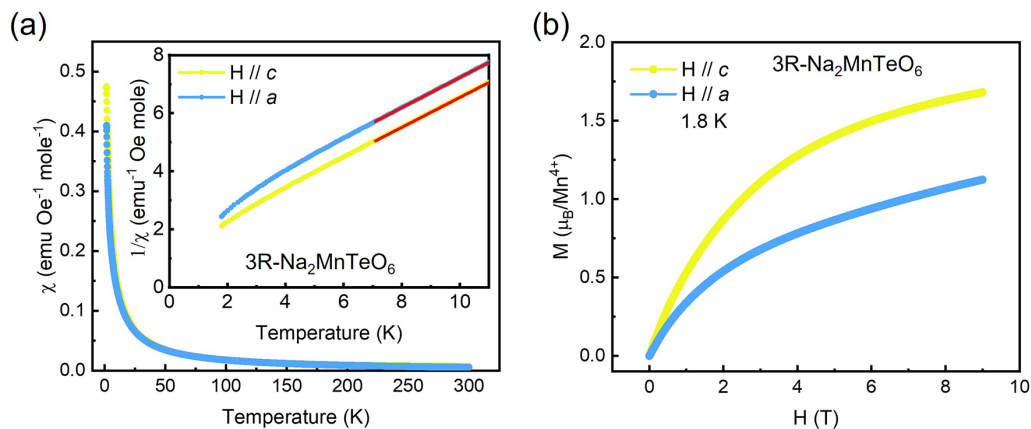 (a)
χ (emu Oe⁻¹ mole⁻¹)
0.5
0.4
0.3
0.2
0.1
0.0
0 50 100 150 200 250 300
Temperature (K)
1/χ (emu⁻¹ Oe mole)
8
6
4
2
0
H // c
H // a
3R-Na₂MnTeO₆
0 2 4 6 8 10
Temperature (K)
(b)
M (μ_B/Mn⁴⁺)
2.0
1.5
1.0
0.5
0.0
H // c
H // a
1.8 K
3R-Na₂MnTeO₆
0 2 4 6 8 10
H (T)